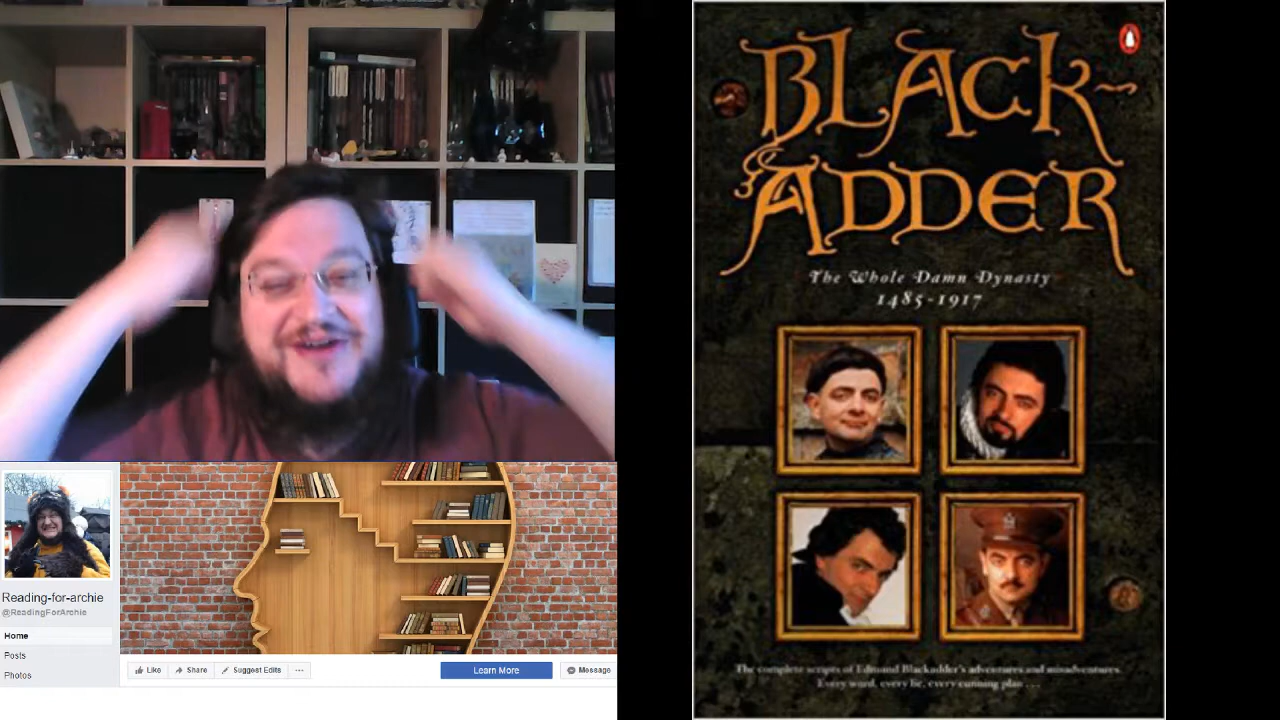 Reading-for-archie
@ReadingForArchie
Home
Posts
Photos
Like
Share
Suggest Edits
Learn More
Message
BLACK~
ADDER
The Whole Damn Dynasty
1485-1917
The complete scripts of Edmund Blackadder's adventures and misadventures.
Every word, every lie, every cunning plan . . .